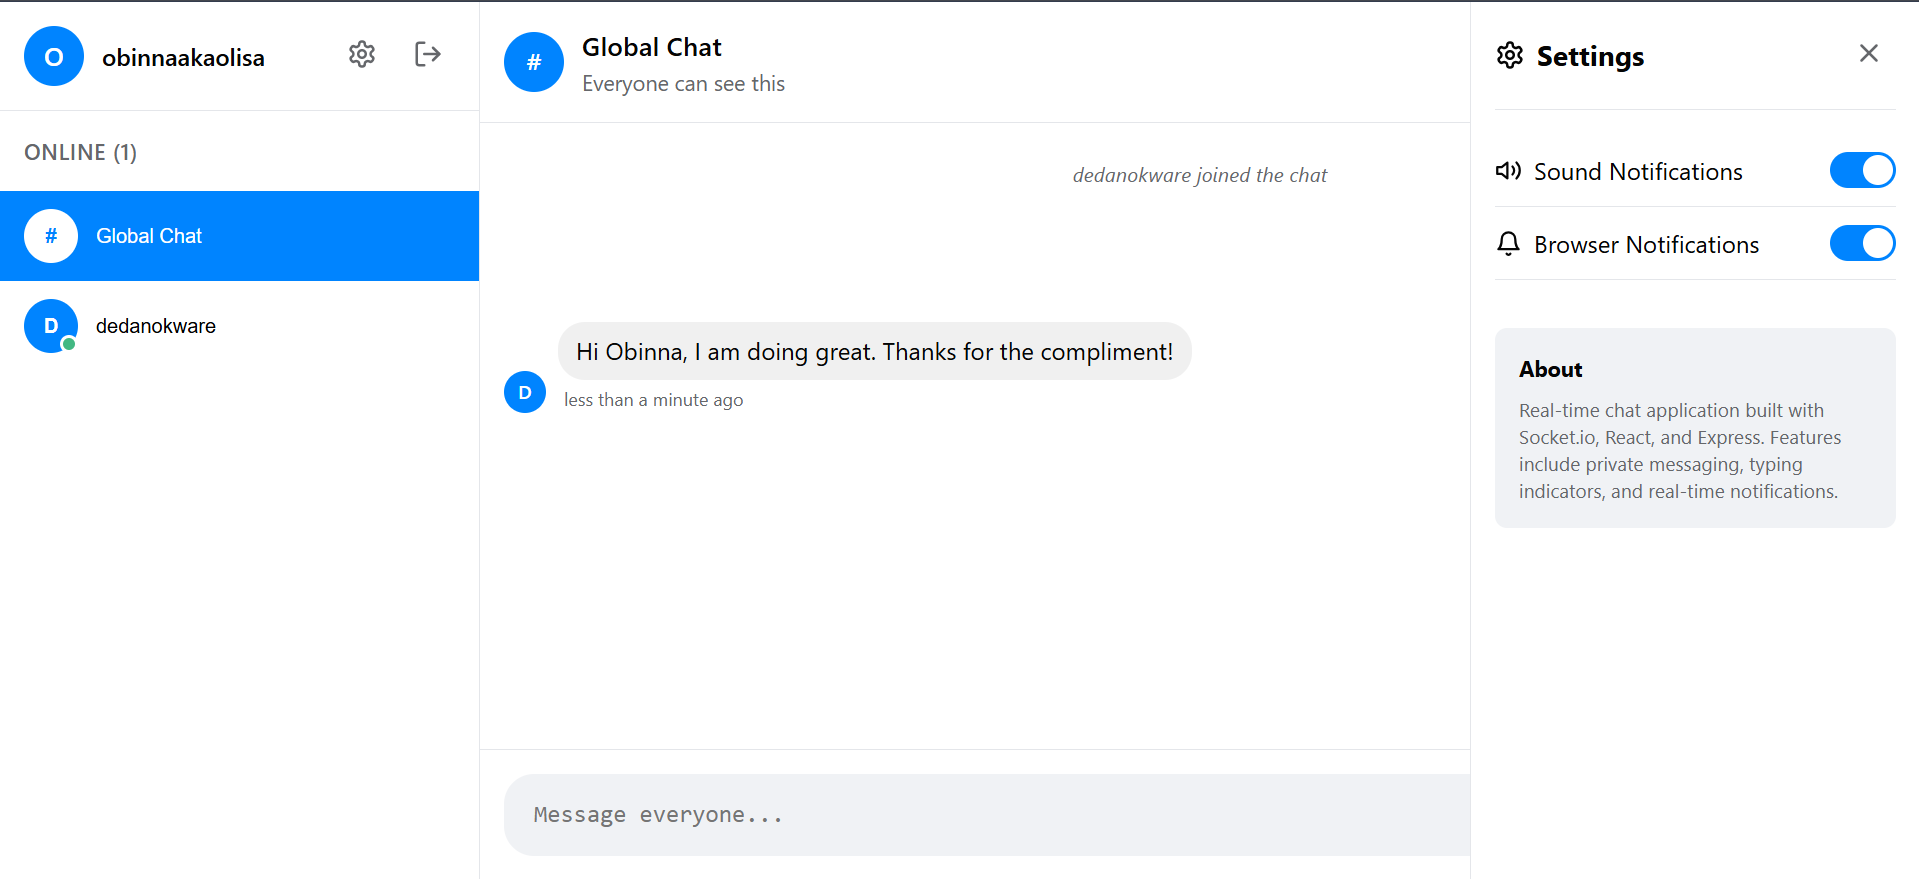 O
obinnaakaolisa
ONLINE (1)
#
Global Chat
D
dedanokware
#
Global Chat
Everyone can see this
dedanokware joined the chat
Hi Obinna, I am doing great. Thanks for the compliment!
D
less than a minute ago
Message everyone...
Settings
Sound Notifications
Browser Notifications
About
Real-time chat application built with
Socket.io, React, and Express. Features
include private messaging, typing
indicators, and real-time notifications.